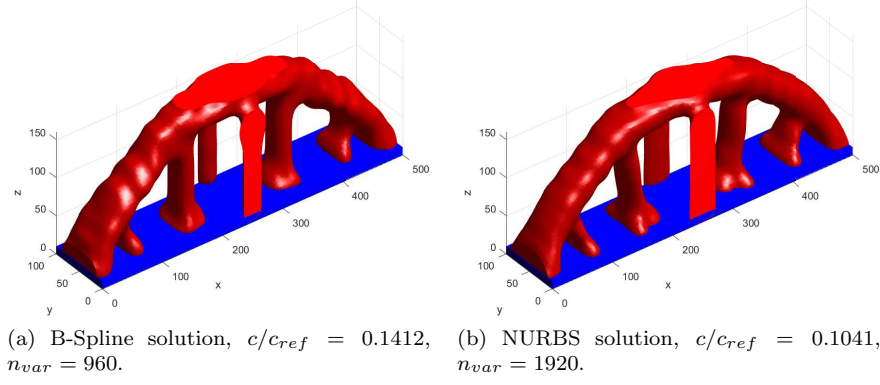 150
100
50
0
z
100
50
0
y
0
100
200
300
400
500
x
150
100
50
0
z
100
50
0
y
0
100
200
300
400
500
x
(a) B-Spline solution, c/c_ref = 0.1412,
n_var = 960.
(b) NURBS solution, c/c_ref = 0.1041,
n_var = 1920.